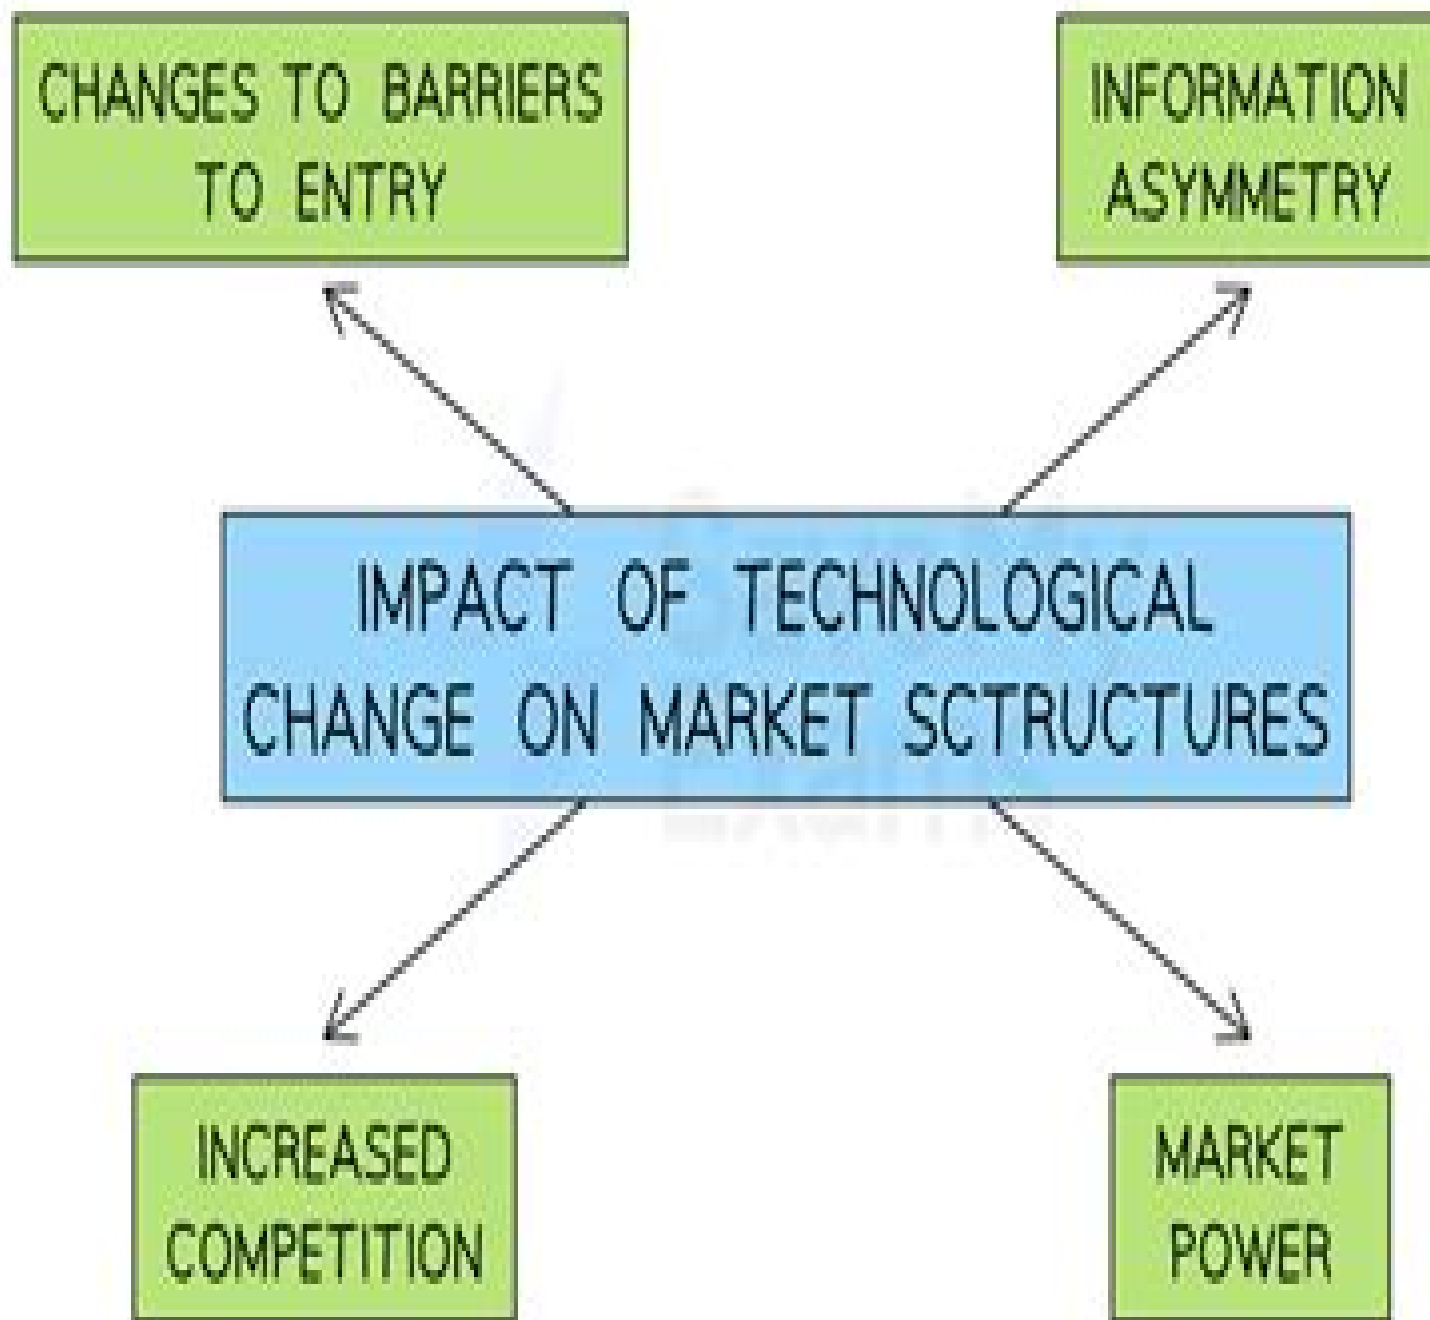 CHANGES TO BARRIERS
TO ENTRY
INFORMATION
ASYMMETRY
IMPACT OF TECHNOLOGICAL
CHANGE ON MARKET SCTRUCTURES
INCREASED
COMPETITION
MARKET
POWER